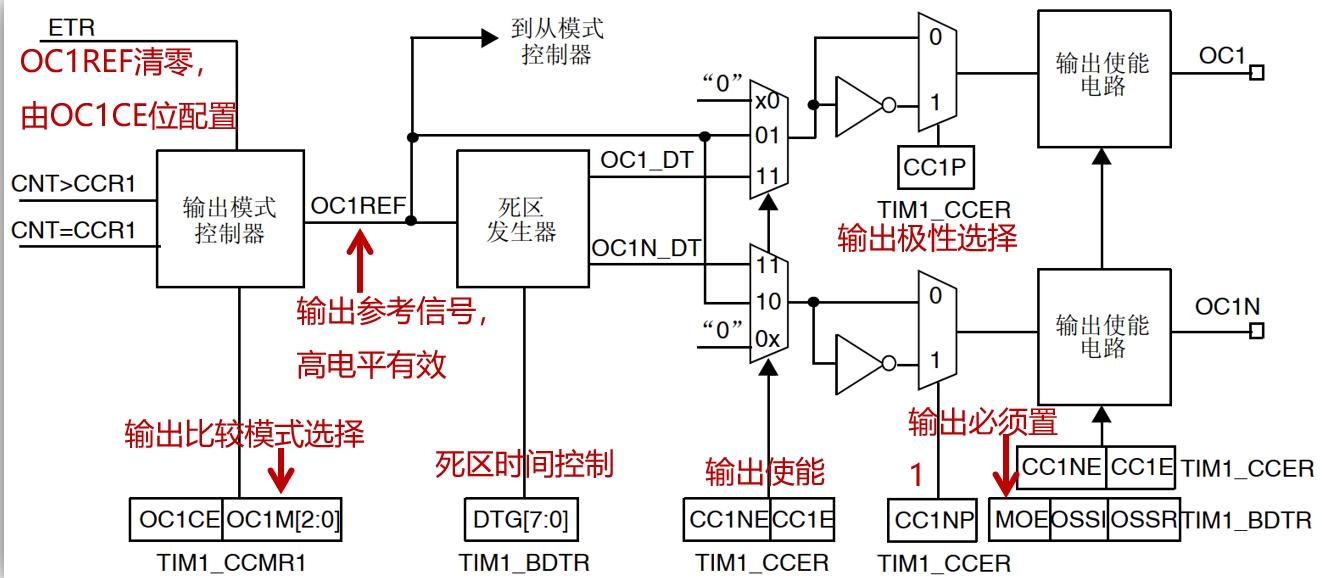 ETR
OC1REF清零，
由OC1CE位配置
CNT>CCR1
CNT=CCR1
输出模式
控制器
OC1REF
输出参考信号，
高电平有效
输出比较模式选择
OC1CE
OC1M[2:0]
TIM1_CCMR1
到从模式
控制器
死区
发生器
OC1_DT
OC1N_DT
死区时间控制
DTG[7:0]
TIM1_BDTR
“0”
x0
01
11
11
10
“0”
0x
输出使能
CC1NE
CC1E
TIM1_CCER
0
1
CC1P
TIM1_CCER
输出极性选择
0
1
CC1NP
TIM1_CCER
输出使能
电路
OC1
输出使能
电路
OC1N
输出必须置
1
CC1NE
CC1E
TIM1_CCER
MOE
OSSI
OSSR
TIM1_BDTR